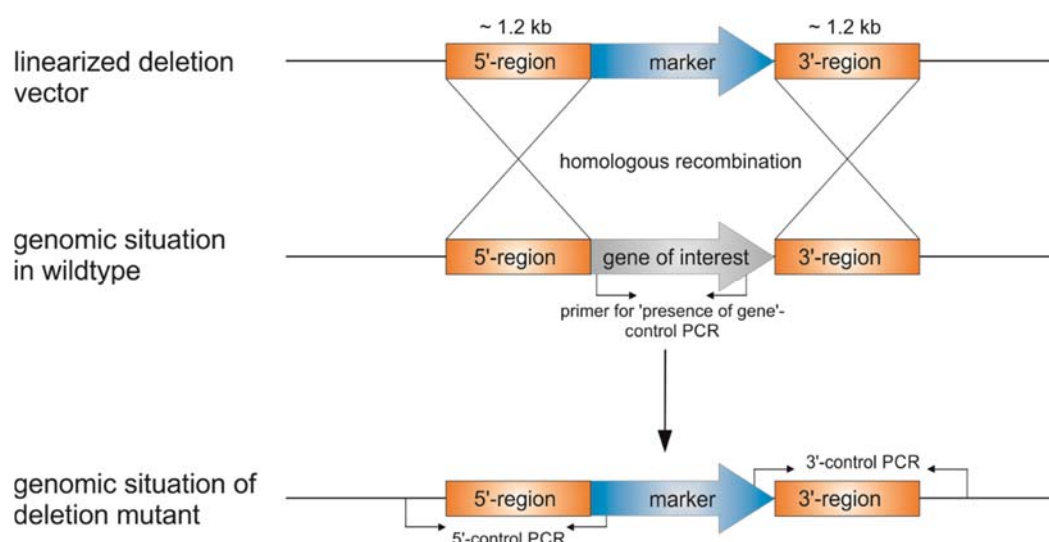 ~ 1.2 kb
~ 1.2 kb
linearized deletion
vector
5'-region
marker
3'-region
homologous recombination
genomic situation
in wildtype
5'-region
gene of interest
3'-region
primer for 'presence of gene'-
control PCR
3'-control PCR
genomic situation of
deletion mutant
5'-region
marker
3'-region
5'-control PCR